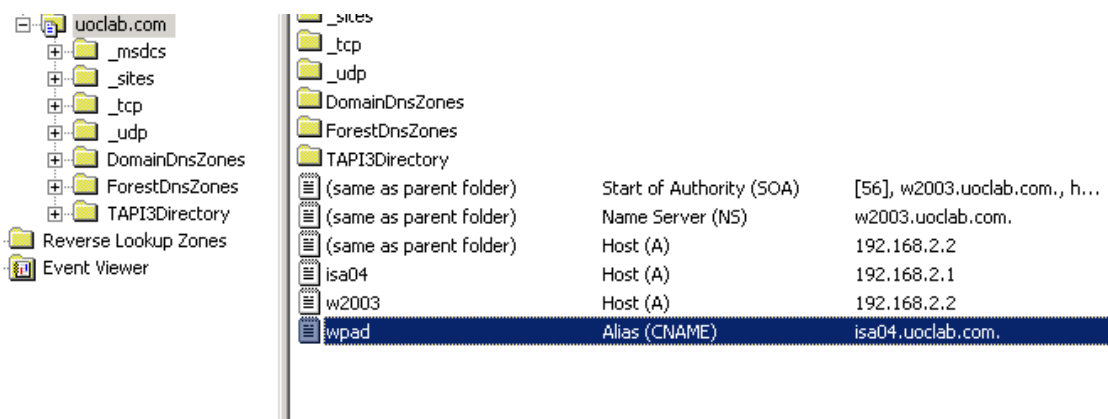 uoclab.com
_msdcs
_sites
_tcp
_udp
DomainDnsZones
ForestDnsZones
TAPI3Directory
Reverse Lookup Zones
Event Viewer
_sites
_tcp
_udp
DomainDnsZones
ForestDnsZones
TAPI3Directory
(same as parent folder) Start of Authority (SOA) [56], w2003.uoclab.com., h...
(same as parent folder) Name Server (NS) w2003.uoclab.com.
(same as parent folder) Host (A) 192.168.2.2
isa04 Host (A) 192.168.2.1
w2003 Host (A) 192.168.2.2
wpad Alias (CNAME) isa04.uoclab.com.